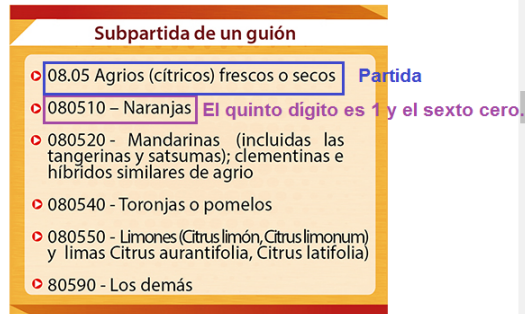 Subpartida de un guión
08.05 Agrios (cítricos) frescos o secos Partida
080510 – Naranjas El quinto digito es 1 y el sexto cero.
080520 - Mandarinas (incluidas las
tangerinas y satsumas); clementinas e
híbridos similares de agrio
080540 - Toronjas o pomelos
080550 - Limones (Citrus limón, Citrus limonum)
y limas Citrus aurantifolia, Citrus latifolia)
80590 - Los demás